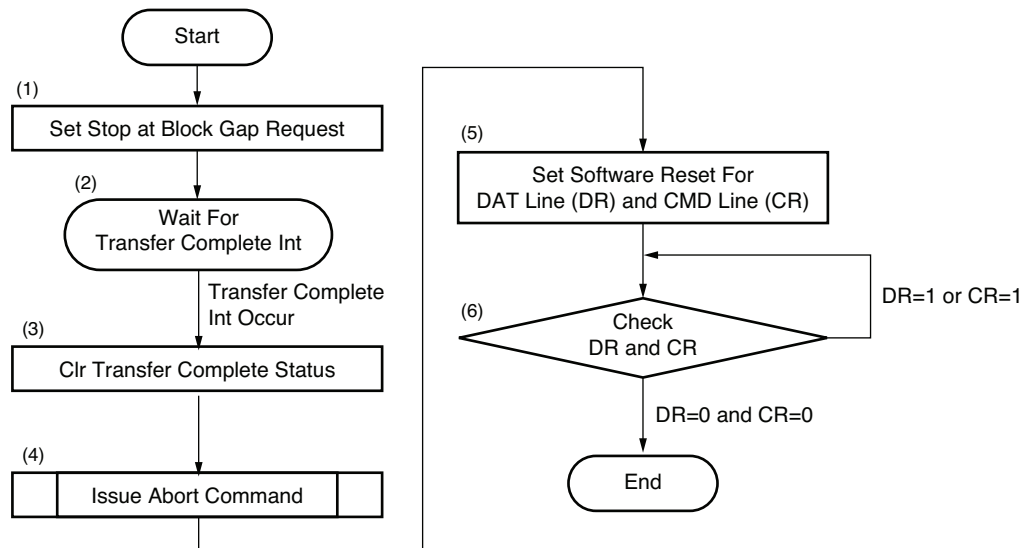 Start
(1)
Set Stop at Block Gap Request
(2)
Wait For
Transfer Complete Int
Transfer Complete
Int Occur
(3)
Clr Transfer Complete Status
(4)
Issue Abort Command
(5)
Set Software Reset For
DAT Line (DR) and CMD Line (CR)
DR=1 or CR=1
(6)
Check
DR and CR
DR=0 and CR=0
End